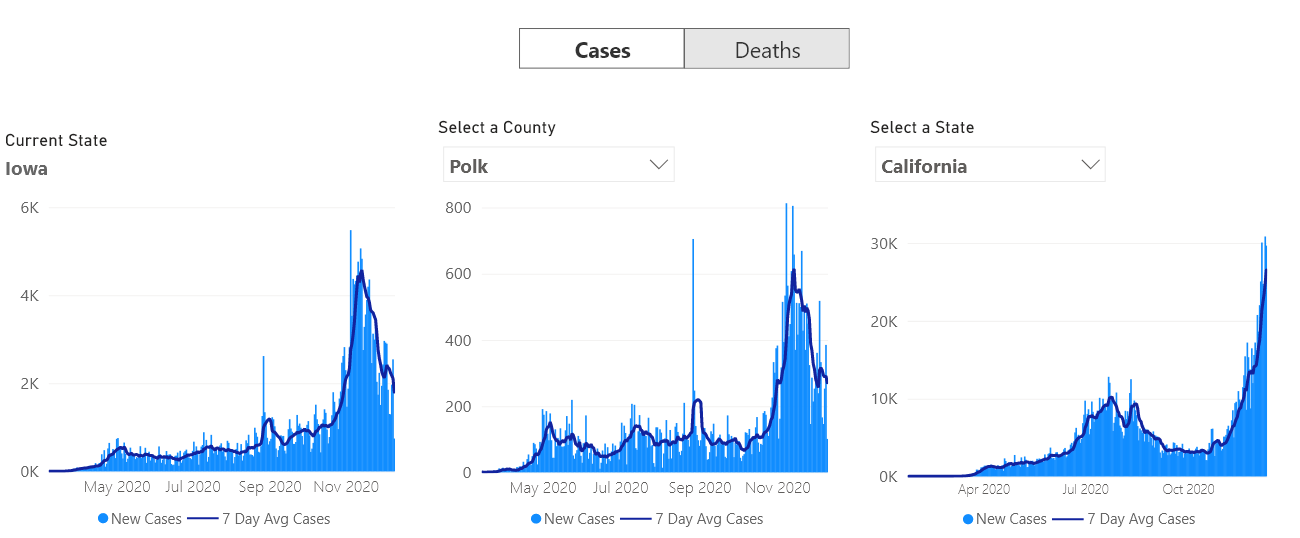 Cases Deaths
Current State
Iowa
6K
4K
2K
0K
May 2020 Jul 2020 Sep 2020 Nov 2020
New Cases 7 Day Avg Cases
Select a County
Polk
800
600
400
200
0
May 2020 Jul 2020 Sep 2020 Nov 2020
New Cases 7 Day Avg Cases
Select a State
California
30K
20K
10K
0K
Apr 2020 Jul 2020 Oct 2020
New Cases 7 Day Avg Cases